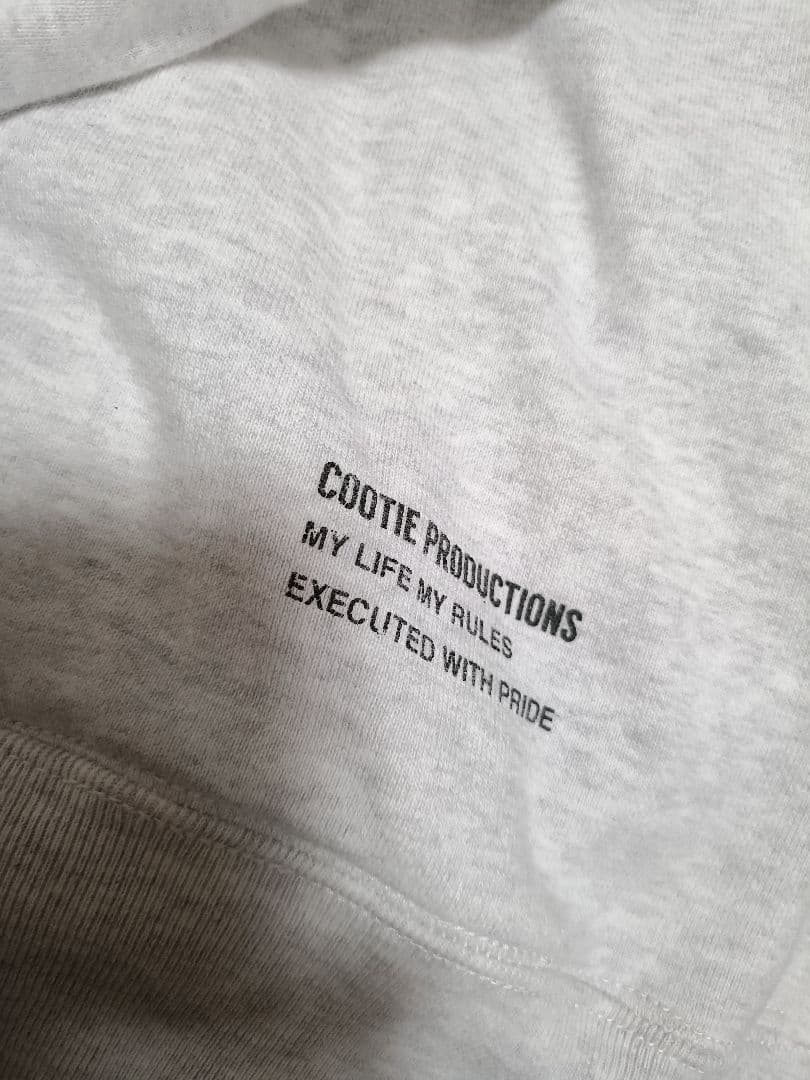 COOTIE PRODUCTIONS
MY LIFE MY RULES
EXECUTED WITH PRIDE